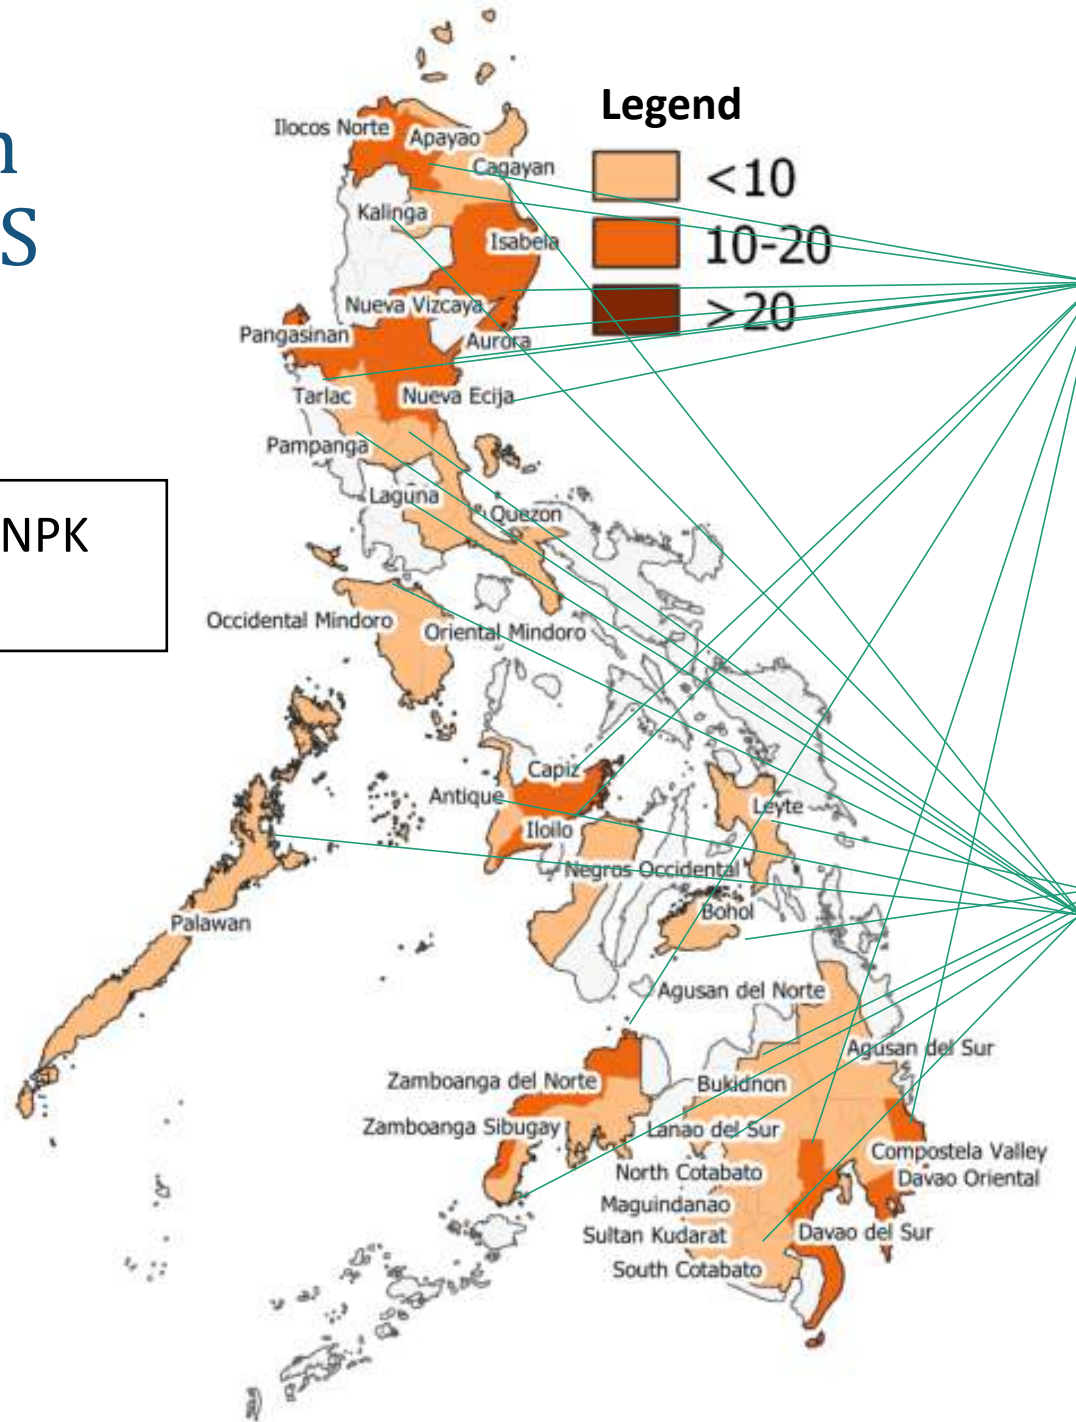 n
S
NPK
Legend
<10
10-20
>20
Ilocos Norte
Apayao
Cagayan
Kalinga
Isabela
Nueva Vizcaya
Pangasinan
Aurora
Tarlac
Nueva Ecija
Pampanga
Laguna
Quezon
Occidental Mindoro
Oriental Mindoro
Capiz
Antique
Leyte
Iloilo
Negros Occidental
Bohol
Palawan
Agusan del Norte
Agusan del Sur
Zamboanga del Norte
Bukidnon
Zamboanga Sibugay
Lanao del Sur
Compostela Valley
North Cotabato
Davao Oriental
Maguindanao
Sultan Kudarat
Davao del Sur
South Cotabato